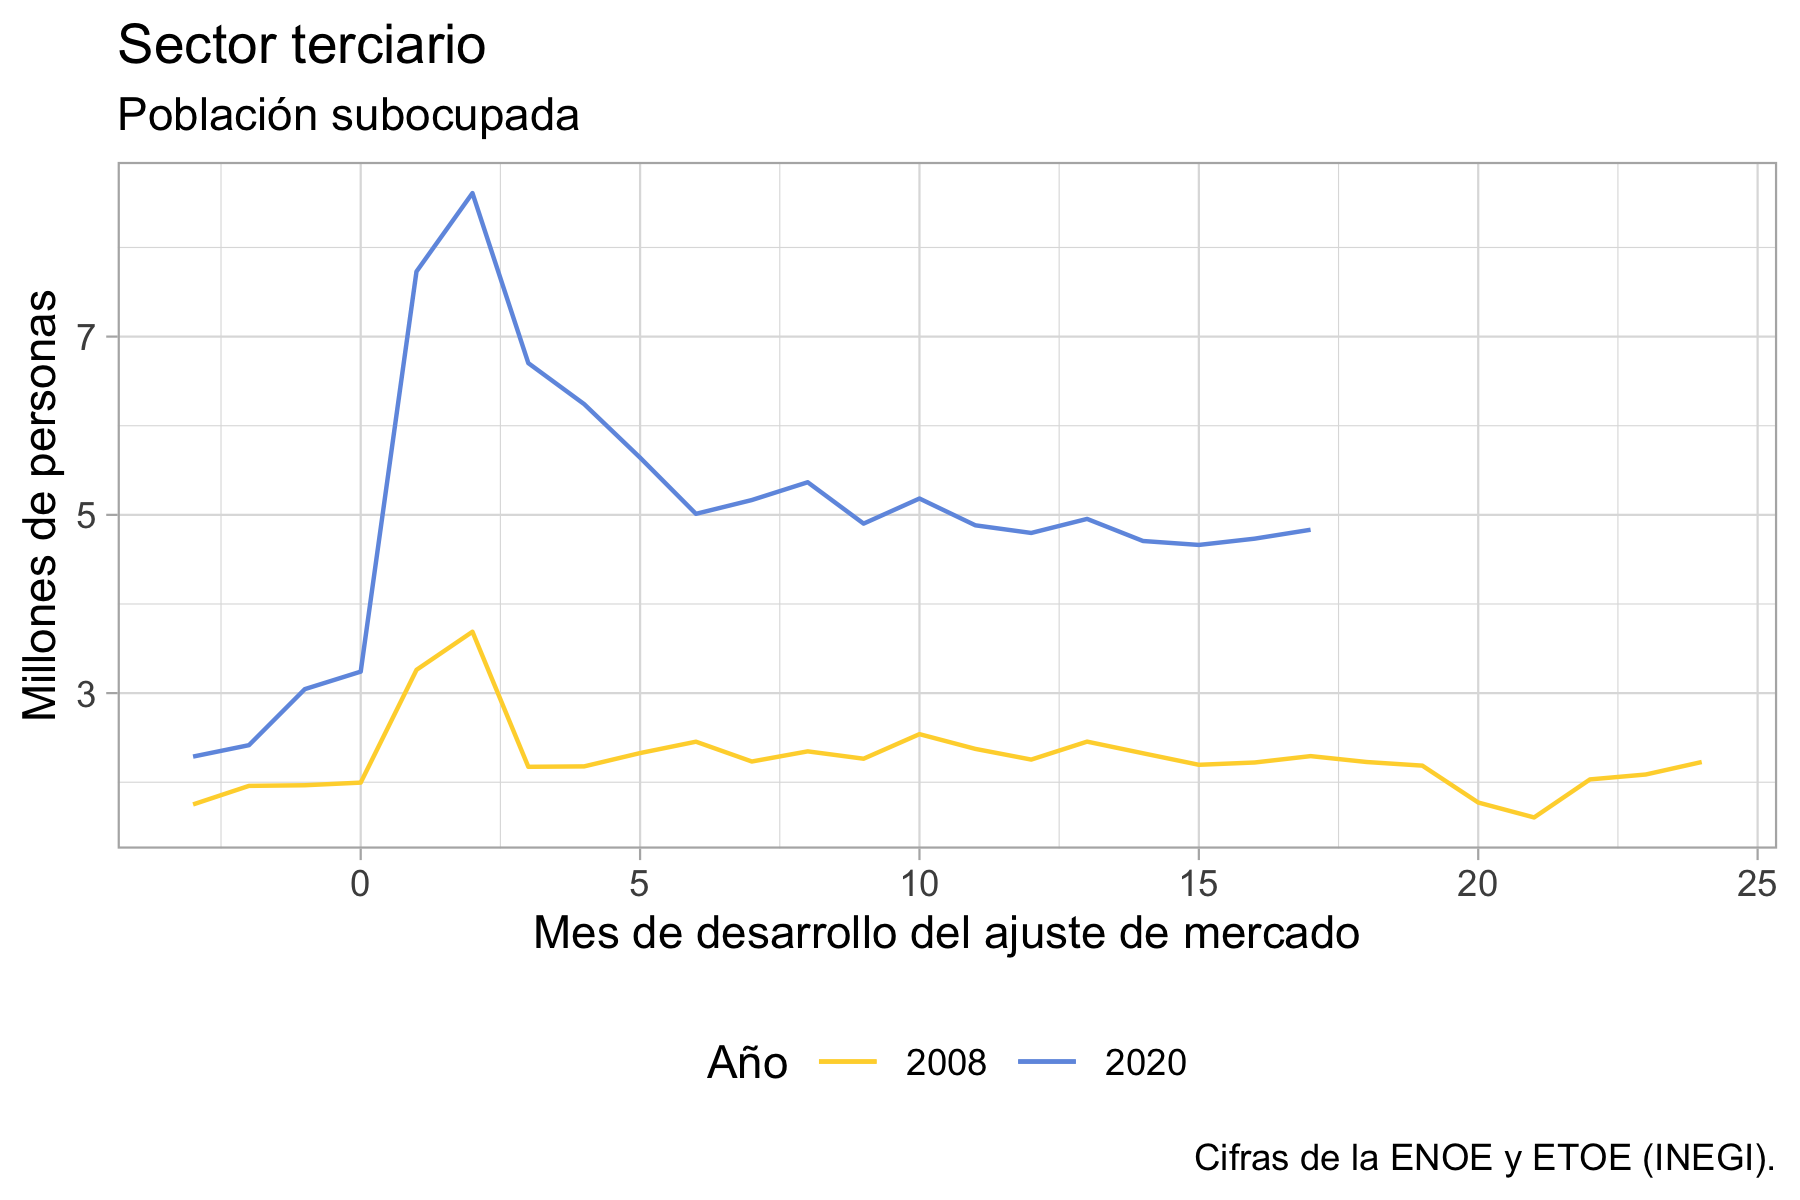 Sector terciario
Población subocupada
Millones de personas
7
5
3
0 5 10 15 20 25
Mes de desarrollo del ajuste de mercado
Año 2008 2020
Cifras de la ENOE y ETOE (INEGI).